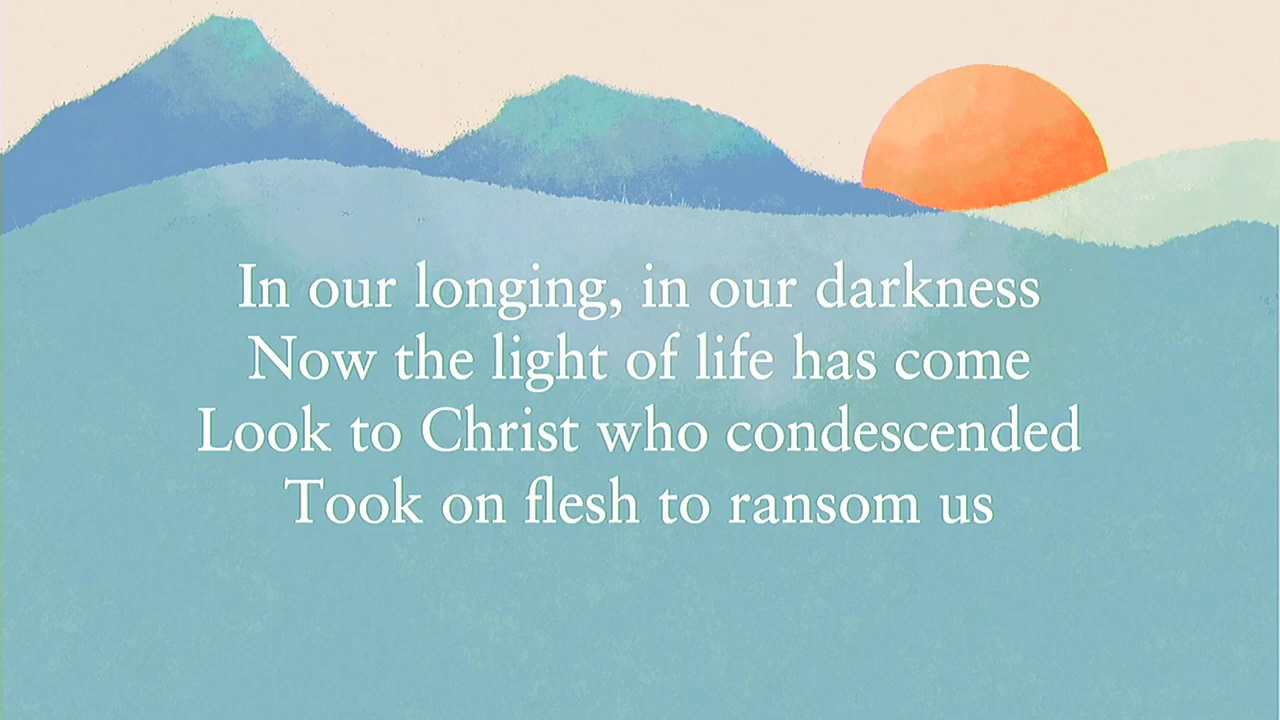 In our longing, in our darkness
Now the light of life has come
Look to Christ who condescended
Took on flesh to ransom us